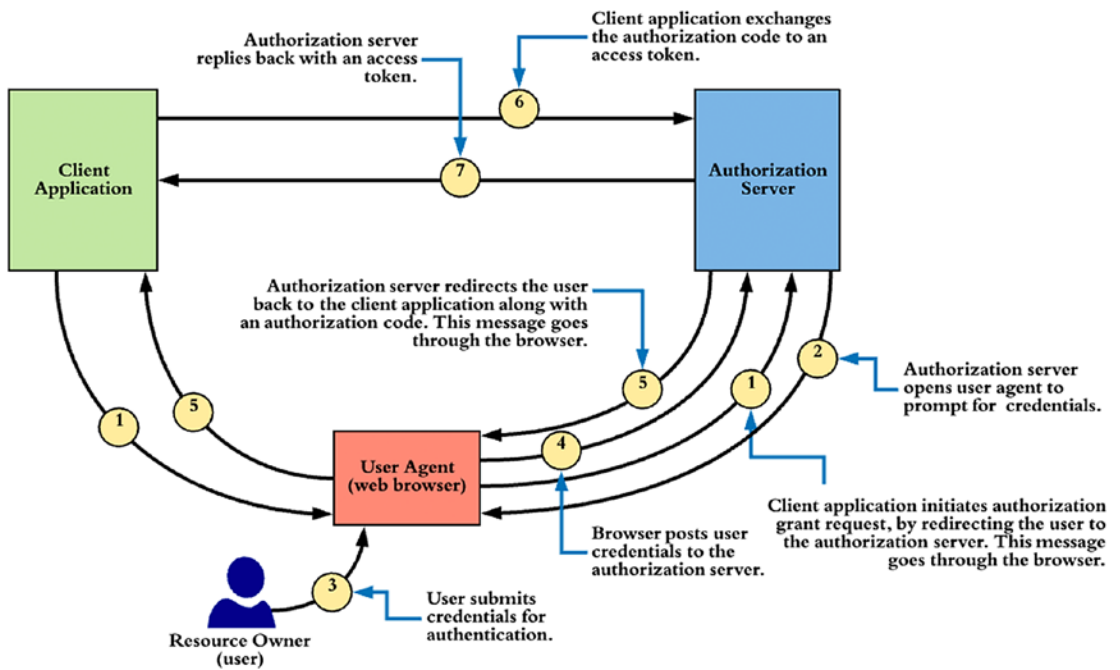 Client application exchanges
the authorization code to an
access token.
Authorization server
replies back with an access
token.
6
7
Client
Application
Authorization
Server
Authorization server redirects the user
back to the client application along with
an authorization code. This message goes
through the browser.
2
5
1
Authorization server
opens user agent to
prompt for credentials.
5
1
4
User Agent
(web browser)
Client application initiates authorization
grant request, by redirecting the user to
the authorization server. This message
goes through the browser.
Browser posts user
credentials to the
authorization server.
3
User submits
credentials for
authentication.
Resource Owner
(user)